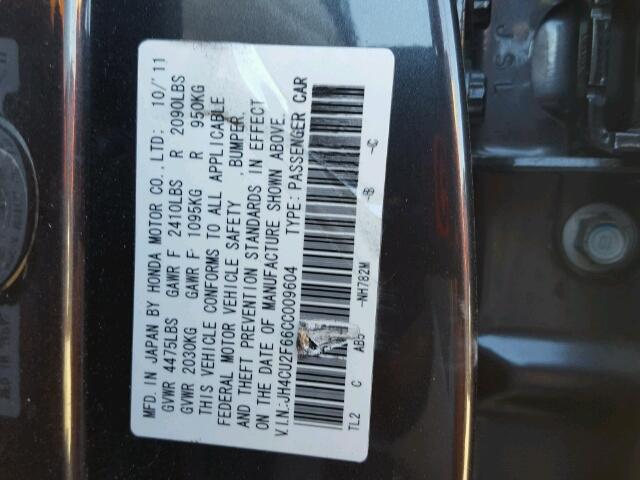 MFD. IN JAPAN BY HONDA MOTOR CO., LTD: 10/'11
GVWR 4475LBS GAWR F 2410LBS R 2090LBS
GVWR 2030KG GAWR F 1095KG R 950KG
THIS VEHICLE CONFORMS TO ALL APPLICABLE
FEDERAL MOTOR VEHICLE SAFETY , BUMPER,
AND THEFT PREVENTION STANDARDS IN EFFECT
ON THE DATE OF MANUFACTURE SHOWN ABOVE.
V.I.N.:JH4CU2F66CC009604 TYPE: PASSENGER CAR
TL2 C AB5 -NH782M -B -C
JSL